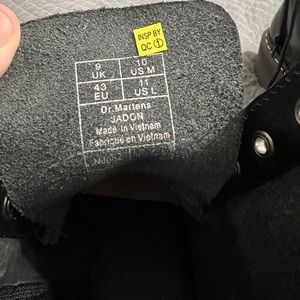 INSP BY
QC 1
9 10
UK US M
43 11
EU US L
Dr.Martens
JADON
Made in Vietnam
Fabriqué en Vietnam